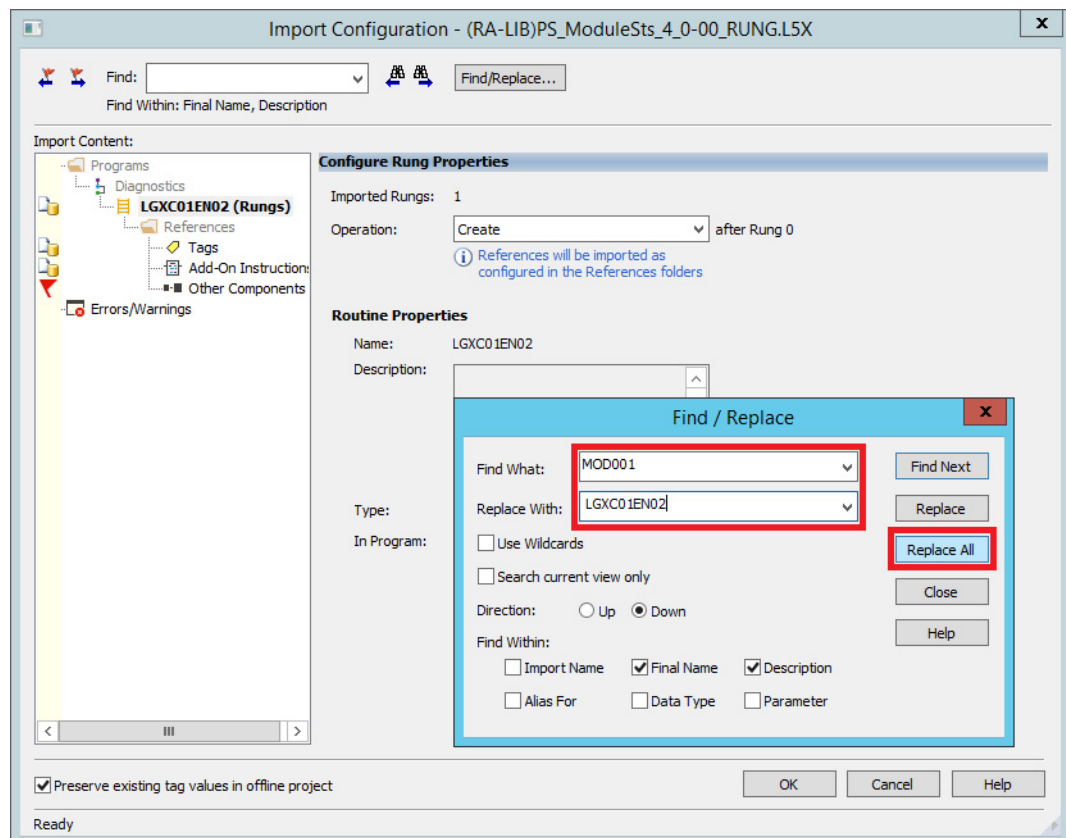 Import Configuration - (RA-LIB)PS_ModuleSts_4_0-00_RUNG.L5X
x
Find:
Find/Replace...
Find Within: Final Name, Description
Import Content:
Programs
Diagnostics
LGXC01EN02 (Rungs)
References
Tags
Add-On Instruction
Other Components
Errors/Warnings
Configure Rung Properties
Imported Rungs: 1
Operation: Create after Rung 0
References will be imported as
configured in the References folders
Routine Properties
Name: LGXC01EN02
Description:
Type:
In Program:
Find / Replace
x
Find What: MOD001 Find Next
Replace With: LGXC01EN02 Replace
Use Wildcards Replace All
Search current view only
Close
Direction: Up Down
Help
Find Within:
Import Name Final Name Description
Alias For Data Type Parameter
Preserve existing tag values in offline project
OK Cancel Help
Ready